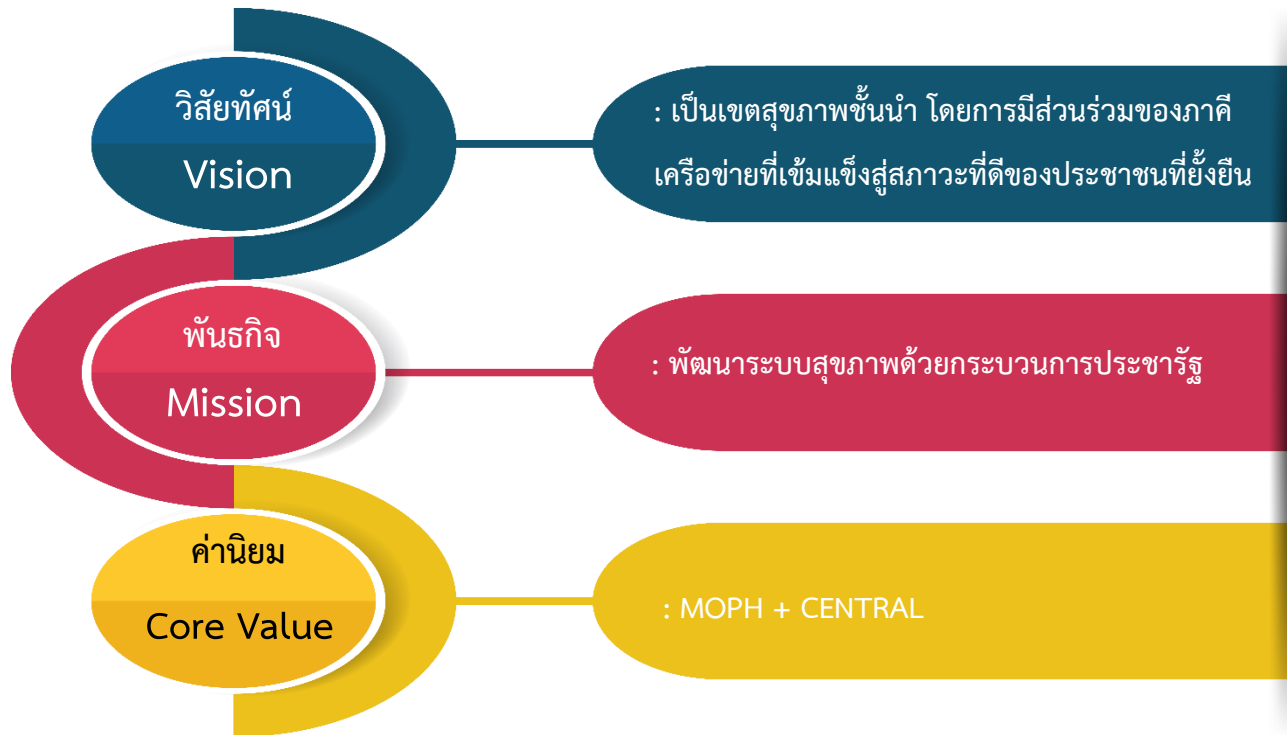 วิสัยทัศน์
Vision
: เป็นเขตสุขภาพชั้นนำ โดยการมีส่วนร่วมของภาคี
เครือข่ายที่เข้มแข็งสู่สภาวะที่ดีของประชาชนที่ยั้งยืน
พันธกิจ
Mission
: พัฒนาระบบสุขภาพด้วยกระบวนการประชารัฐ
ค่านิยม
Core Value
: MOPH + CENTRAL